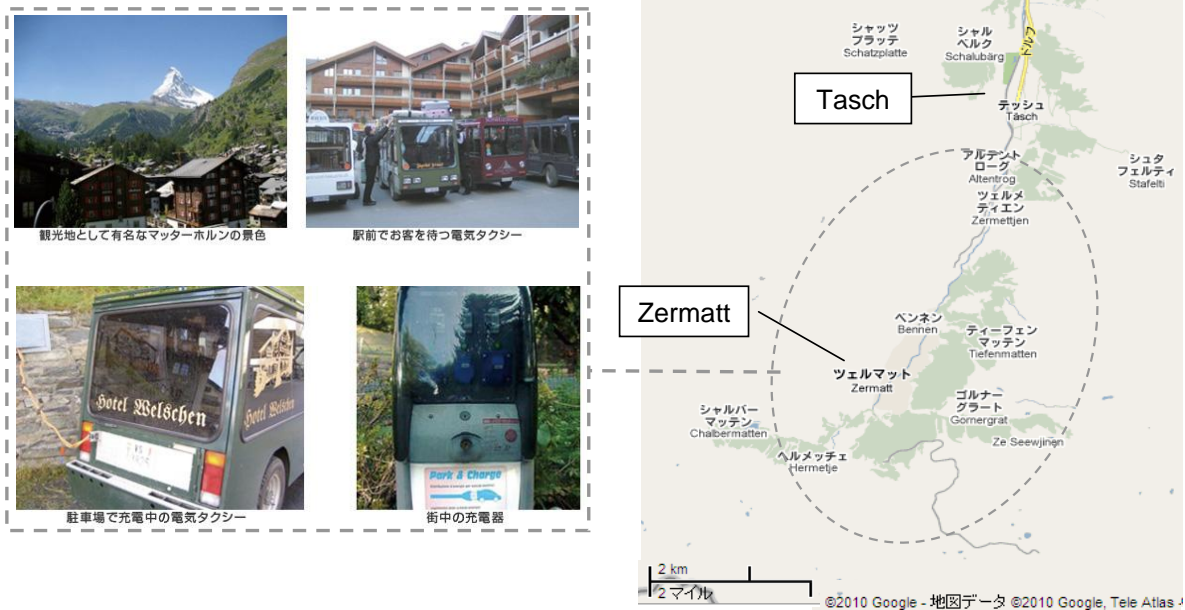 観光地として有名なマッターホルンの景色
駅前でお客を待つ電気タクシー
Hotel Welschen
Hotel Welschen
駐車場で充電中の電気タクシー
Park & Charge
街中の充電器
シャッツ
プラッテ
Schatzplatte
シャル
ベルク
Schalubärg
ドルフ
Tasch
テッシュ
Täsch
アルテント
ローグ
Altentrog
シュタ
フェルティ
Stafelti
ツェルメ
ティエン
Zermettjen
Zermatt
ベンネン
Bennen
ティーフェン
マッテン
Tiefenmatten
ツェルマット
Zermatt
ゴルナー
グラート
Gornergrat
シャルバー
マッテン
Chalbermatten
Ze Seewjinen
ヘルメッチェ
Hermetje
2 km
2 マイル
©2010 Google - 地図データ ©2010 Google, Tele Atlas -